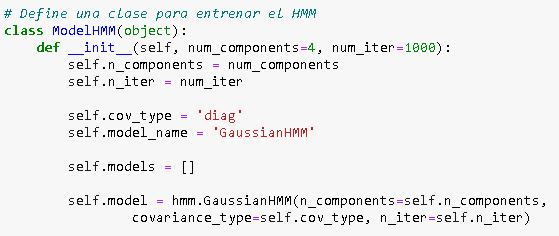 # Define una clase para entrenar el HMM
class ModelHMM(object):
    def __init__(self, num_components=4, num_iter=1000):
        self.n_components = num_components
        self.n_iter = num_iter

        self.cov_type = 'diag'
        self.model_name = 'GaussianHMM'

        self.models = []

        self.model = hmm.GaussianHMM(n_components=self.n_components,
                covariance_type=self.cov_type, n_iter=self.n_iter)